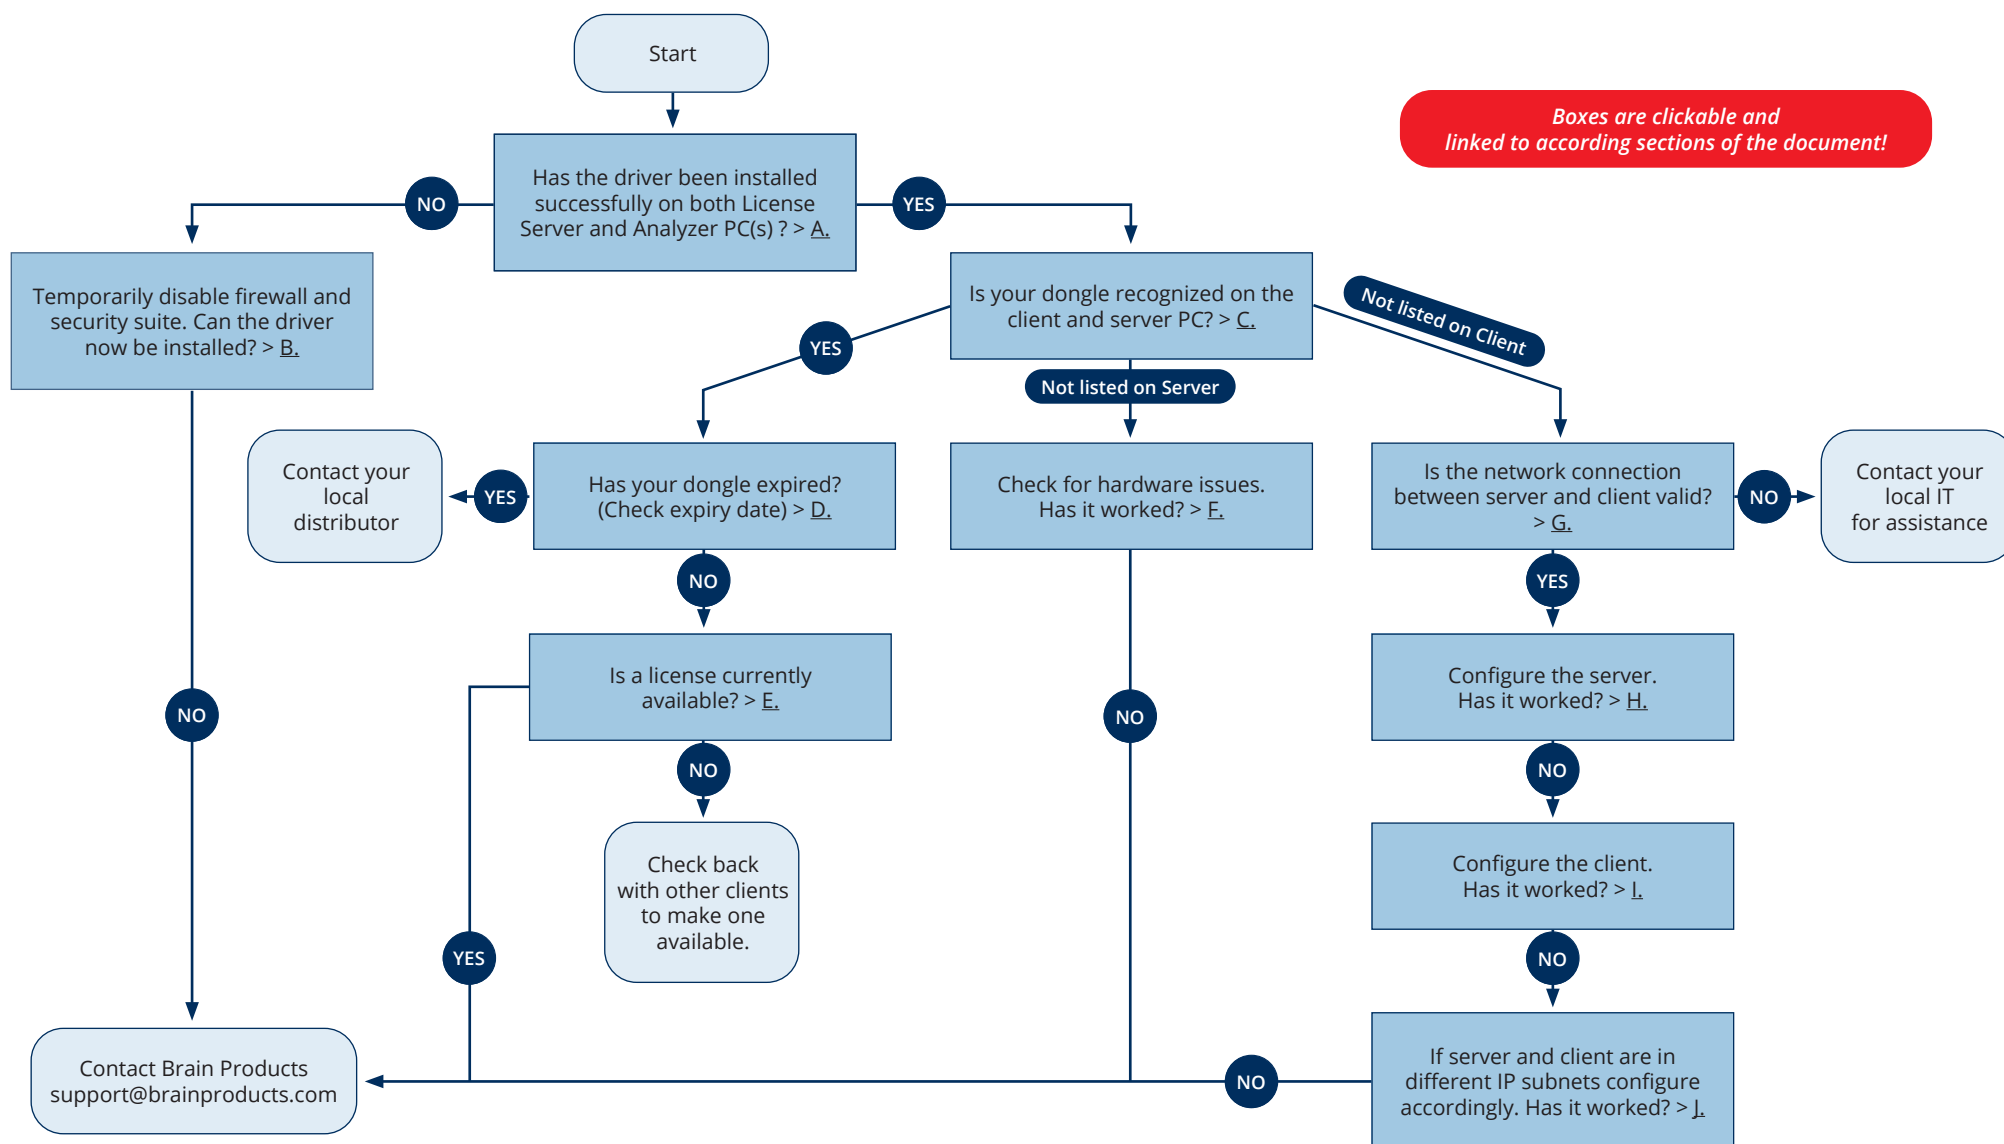 Start
Boxes are clickable and
linked to according sections of the document!
Has the driver been installed
successfully on both License
Server and Analyzer PC(s) ? > A.
NO
YES
Temporarily disable firewall and
security suite. Can the driver
now be installed? > B.
Is your dongle recognized on the
client and server PC? > C.
Not listed on Client
YES
Not listed on Server
Contact your
local
distributor
YES
Has your dongle expired?
(Check expiry date) > D.
Check for hardware issues.
Has it worked? > F.
Is the network connection
between server and client valid?
> G.
NO
Contact your
local IT
for assistance
NO
YES
Is a license currently
available? > E.
Configure the server.
Has it worked? > H.
NO
NO
NO
NO
Check back
with other clients
to make one
available.
Configure the client.
Has it worked? > I.
YES
NO
Contact Brain Products
support@brainproducts.com
NO
If server and client are in
different IP subnets configure
accordingly. Has it worked? > J.